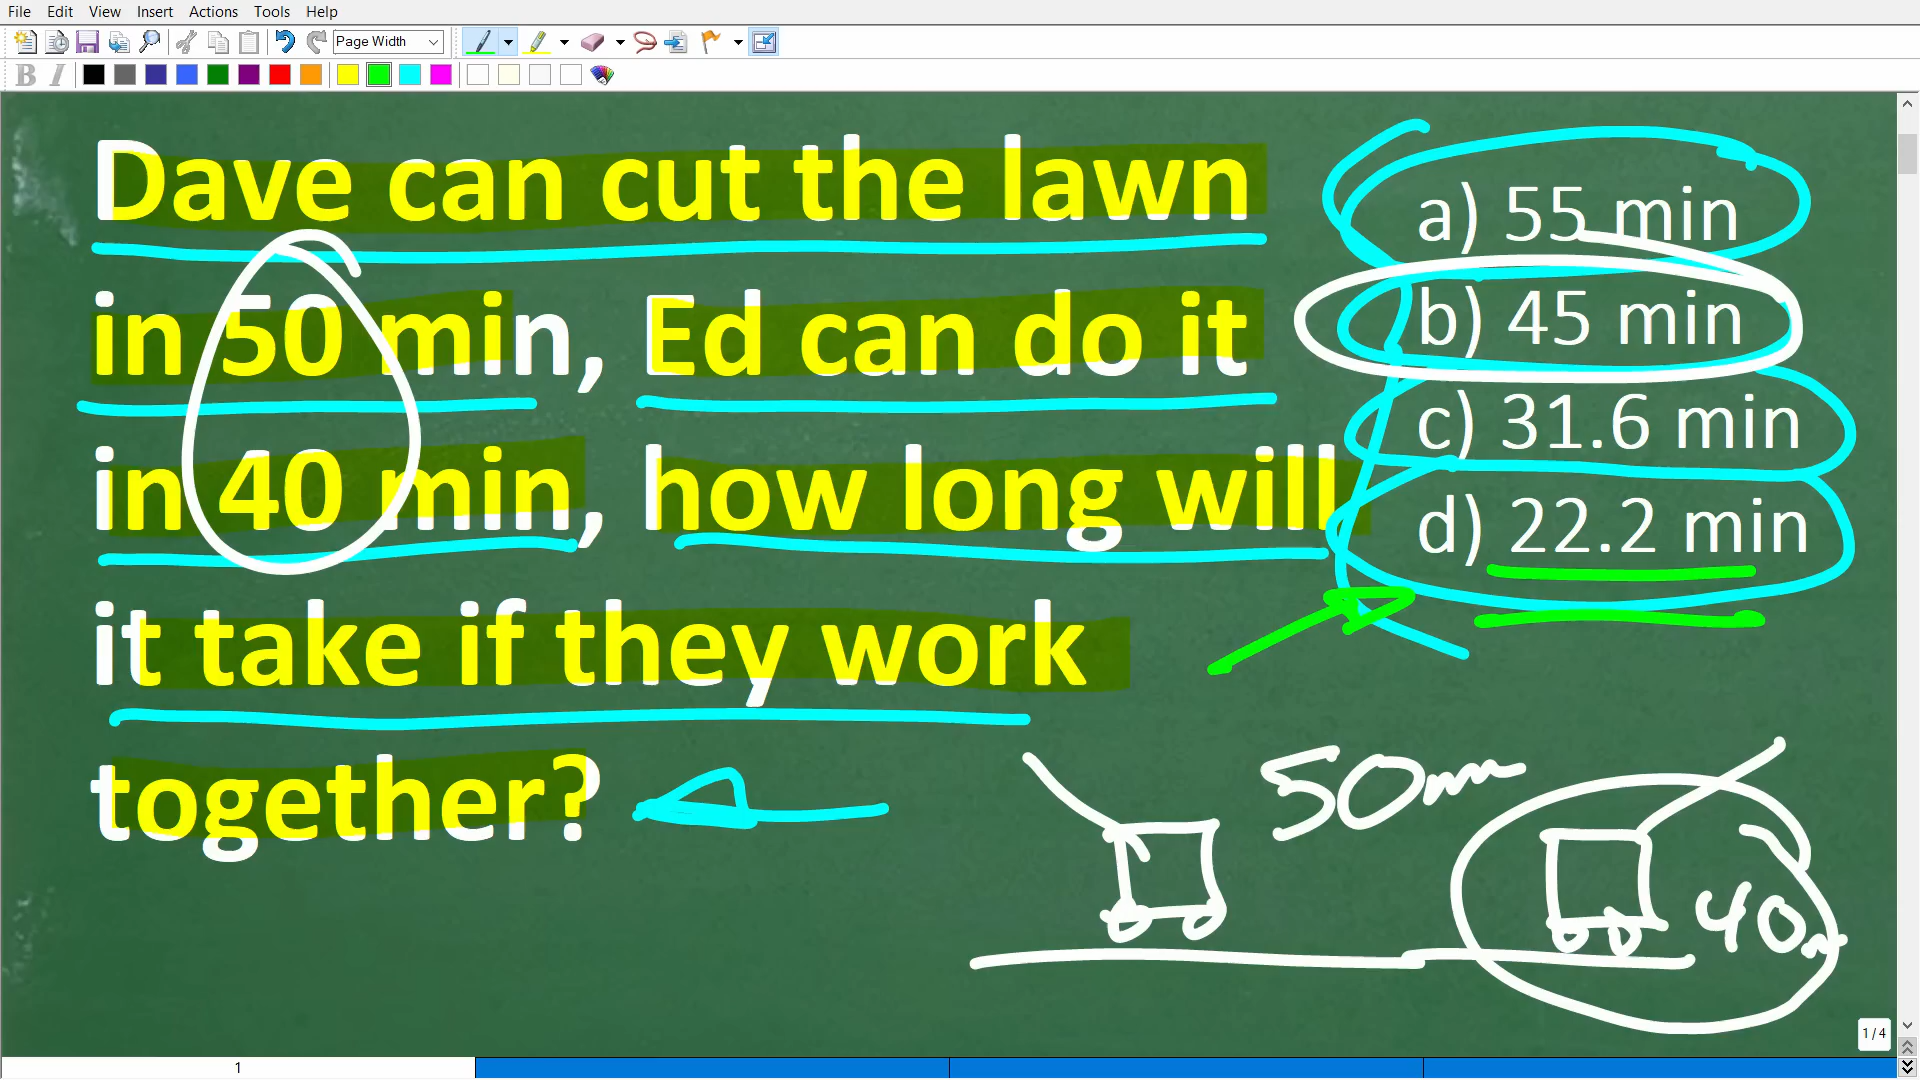 File Edit View Insert Actions Tools Help
Page Width
B I
Dave can cut the lawn
in 50 min, Ed can do it
in 40 min, how long will
it take if they work
together?
a) 55 min
b) 45 min
c) 31.6 min
d) 22.2 min
50m
40m
1 / 4
1